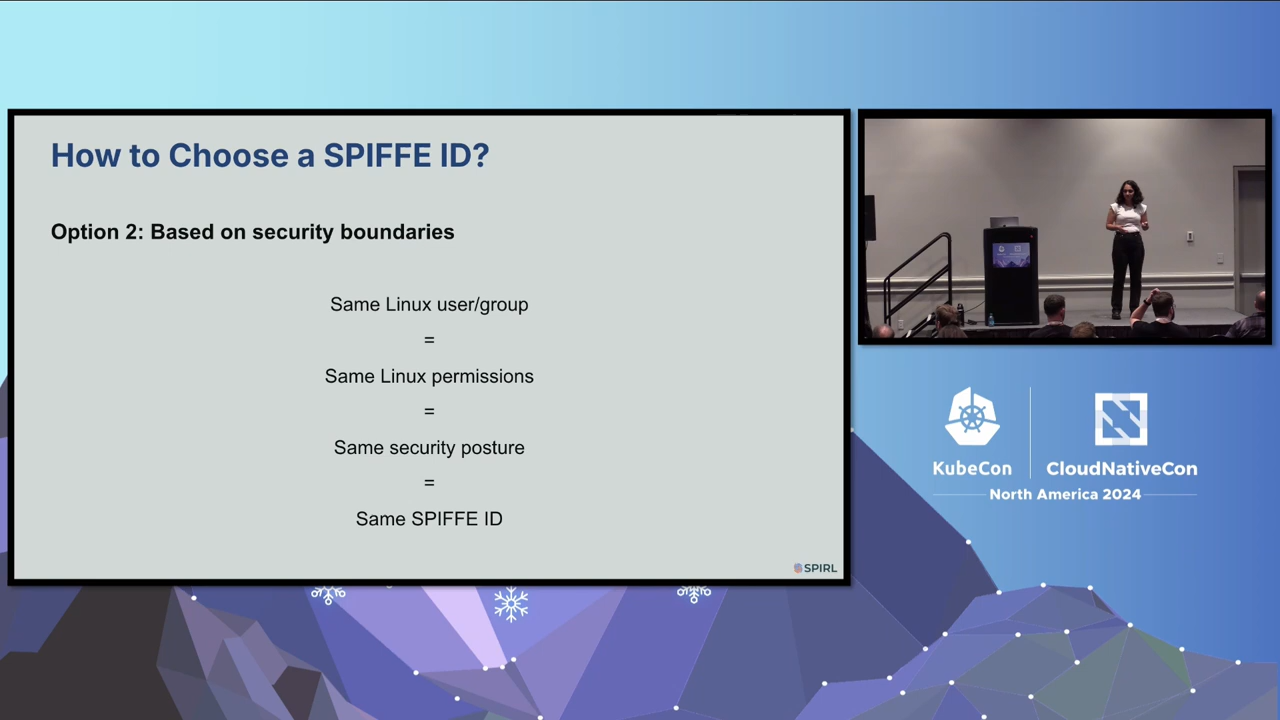 How to Choose a SPIFFE ID?
Option 2: Based on security boundaries
Same Linux user/group
=
Same Linux permissions
=
Same security posture
=
Same SPIFFE ID
SPIRL
KubeCon
CloudNativeCon
North America 2024